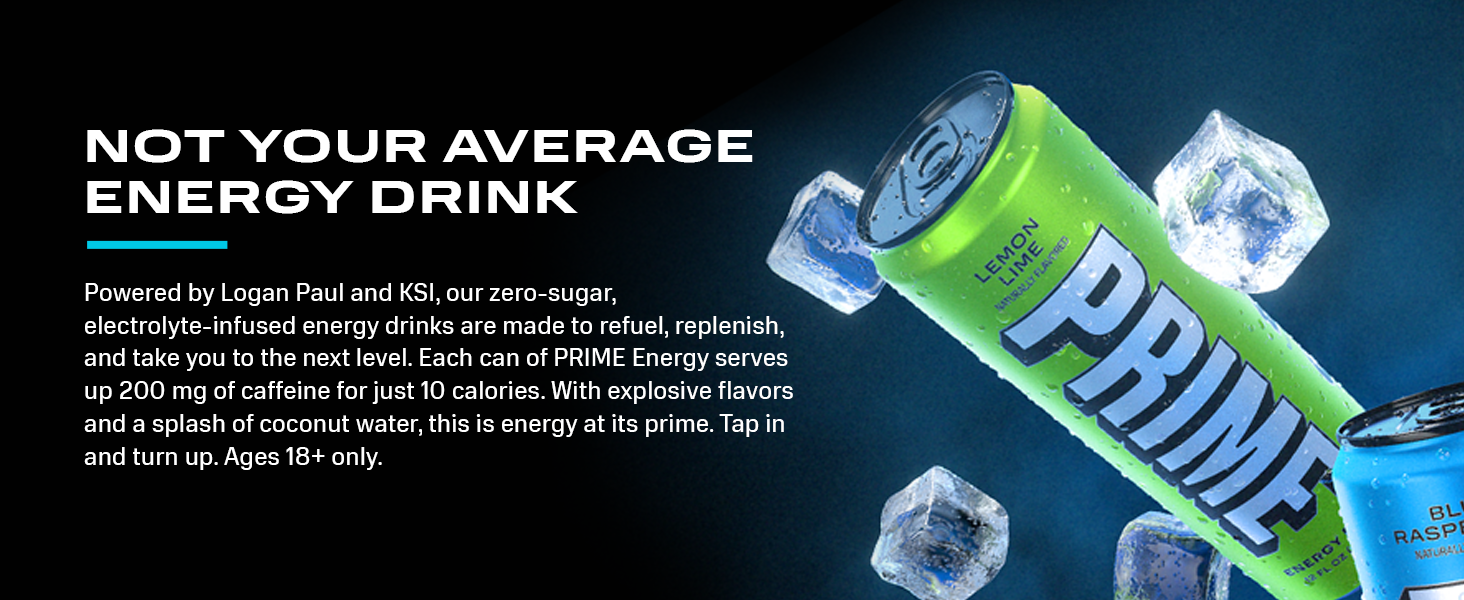 NOT YOUR AVERAGE
ENERGY DRINK
Powered by Logan Paul and KSI, our zero-sugar,
electrolyte-infused energy drinks are made to refuel, replenish,
and take you to the next level. Each can of PRIME Energy serves
up 200 mg of caffeine for just 10 calories. With explosive flavors
and a splash of coconut water, this is energy at its prime. Tap in
and turn up. Ages 18+ only.
LEMON
LIME
NATURALLY FLAVORED
PRIME
ENERGY
12 FL OZ